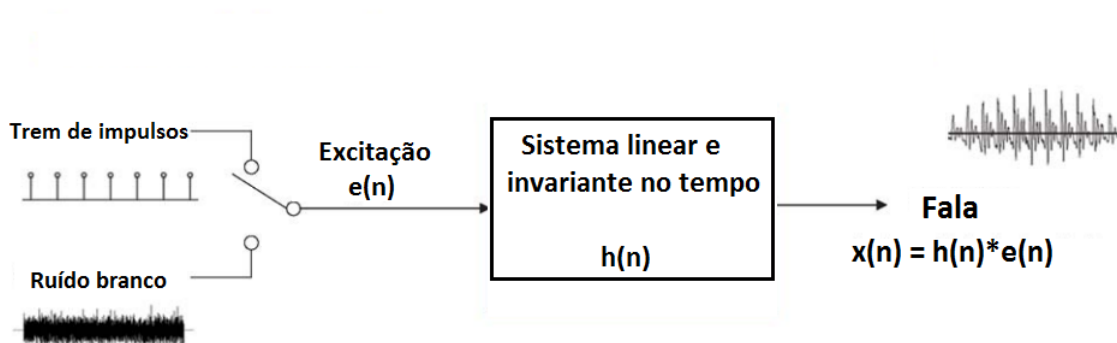 Trem de impulsos
Ruído branco
Excitação
e(n)
Sistema linear e
invariante no tempo
h(n)
Fala
x(n) = h(n)*e(n)